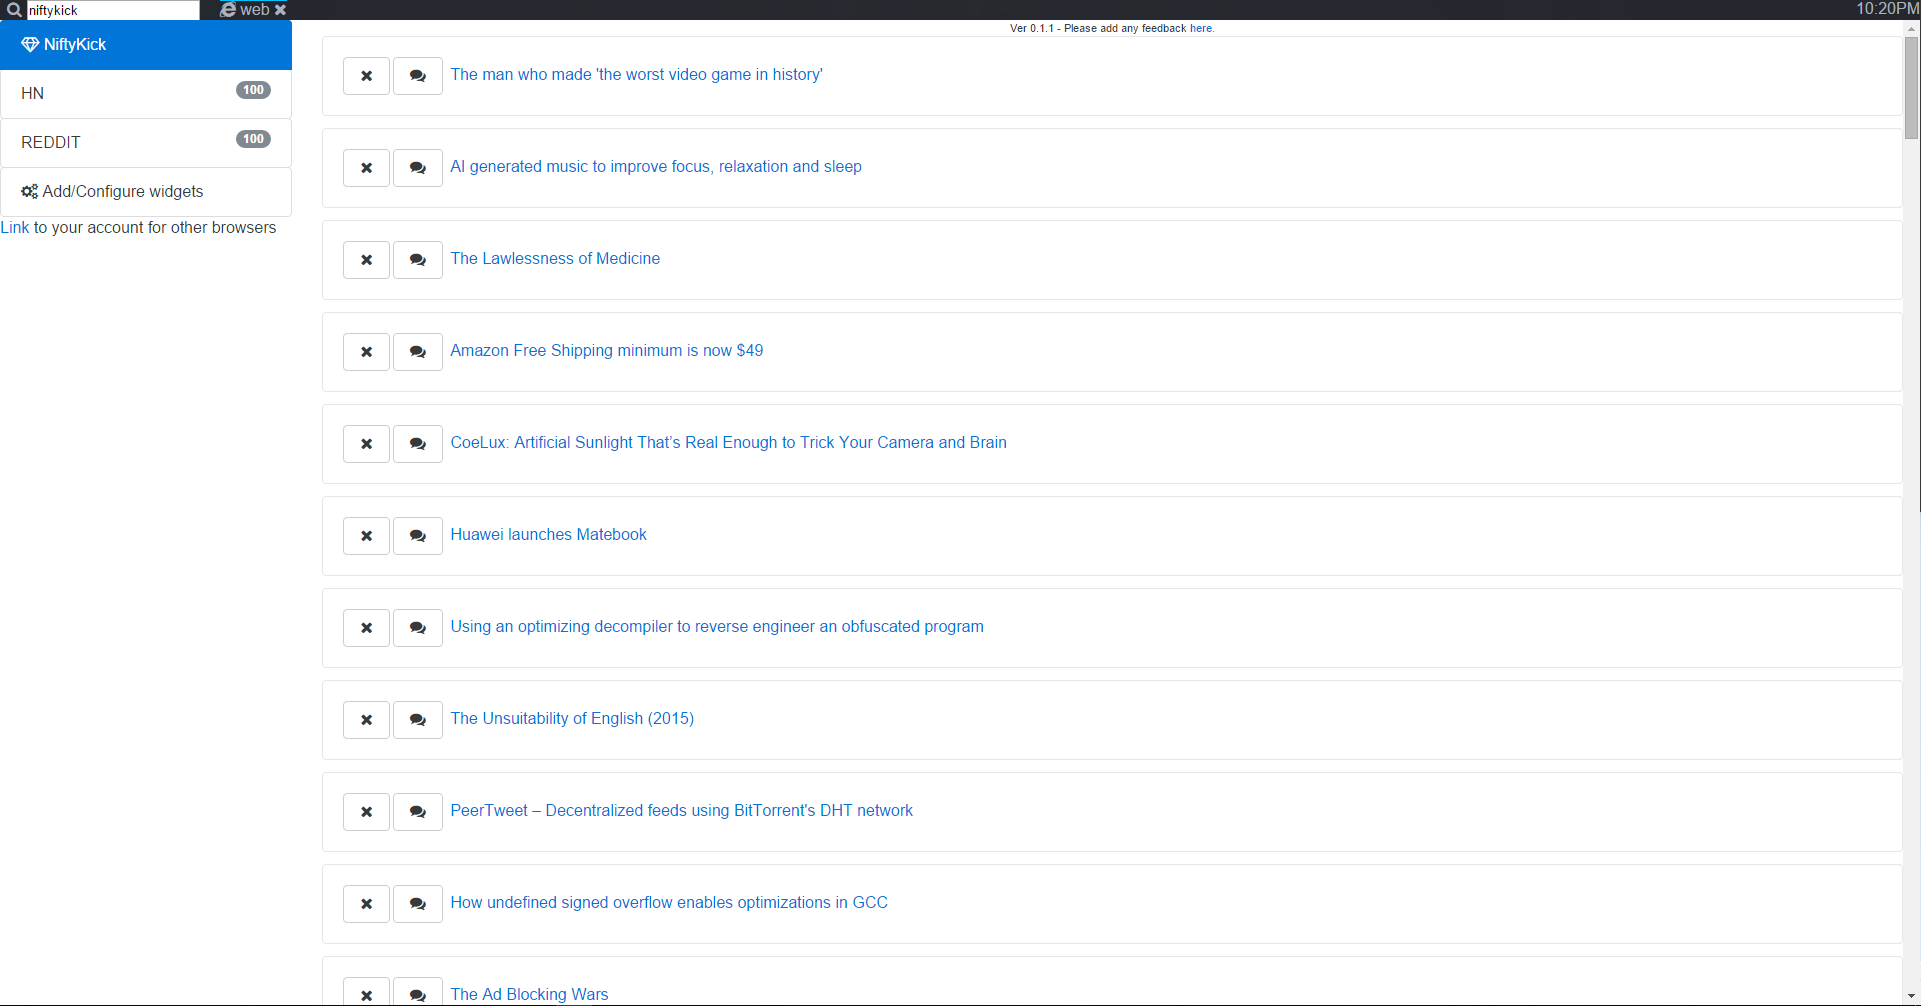 niftykick
web
10:20PM
NiftyKick
HN 100
REDDIT 100
Add/Configure widgets
Link to your account for other browsers
Ver 0.1.1 - Please add any feedback here.
The man who made 'the worst video game in history'
AI generated music to improve focus, relaxation and sleep
The Lawlessness of Medicine
Amazon Free Shipping minimum is now $49
CoeLux: Artificial Sunlight That’s Real Enough to Trick Your Camera and Brain
Huawei launches Matebook
Using an optimizing decompiler to reverse engineer an obfuscated program
The Unsuitability of English (2015)
PeerTweet – Decentralized feeds using BitTorrent's DHT network
How undefined signed overflow enables optimizations in GCC
The Ad Blocking Wars